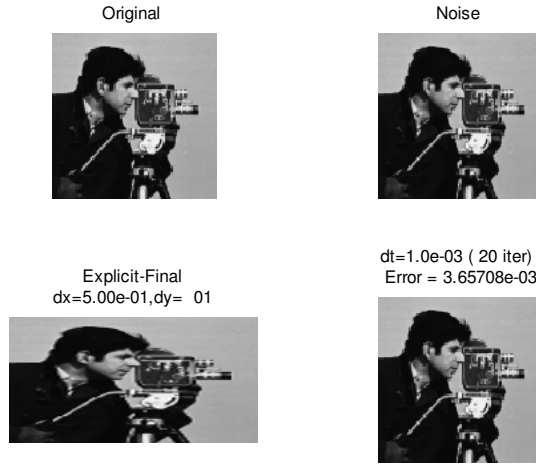 Original
Noise
Explicit-Final
dx=5.00e-01,dy= 01
dt=1.0e-03 ( 20 iter)
Error = 3.65708e-03